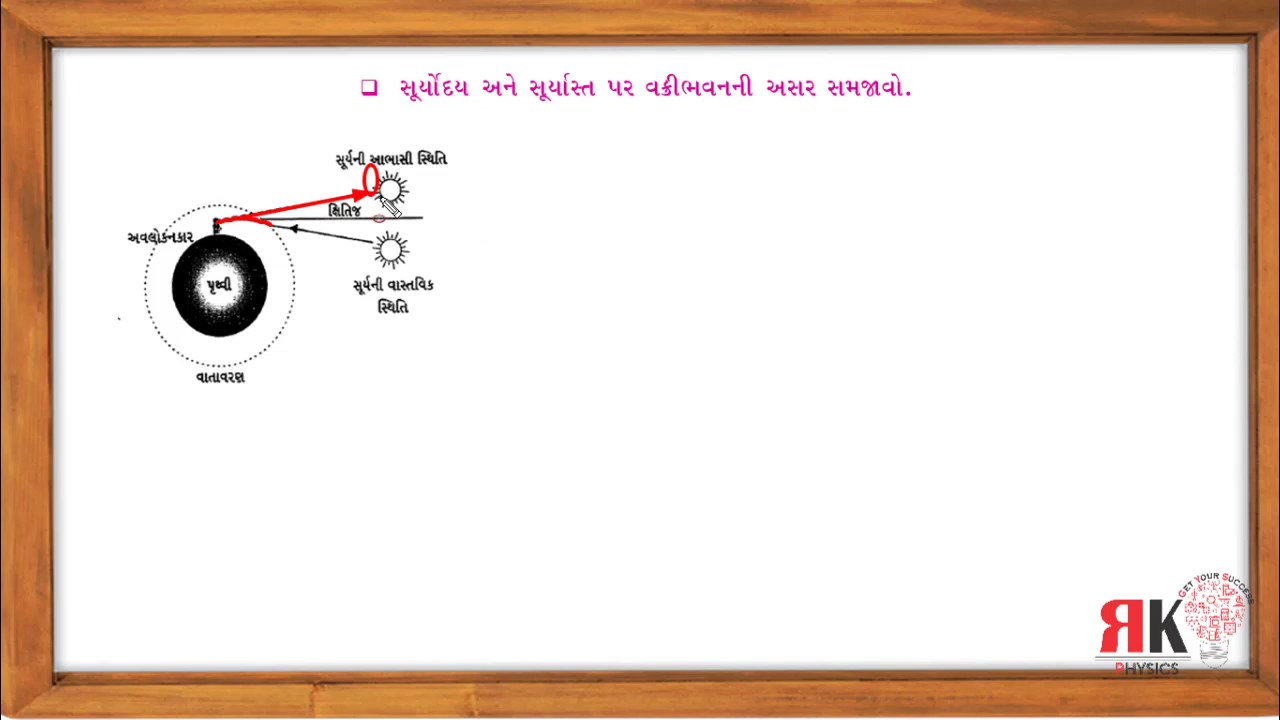 ❑ સૂર્યોદય અને સૂર્યાસ્ત પર વક્રીભવનની અસર સમજાવો.
સૂર્યની આભાસી સ્થિતિ
ક્ષિતિજ
અવલોકનકાર
પૃથ્વી
સૂર્યની વાસ્તવિક
સ્થિતિ
વાતાવરણ
GET YOUR SUCCESS
RK
PHYSICS